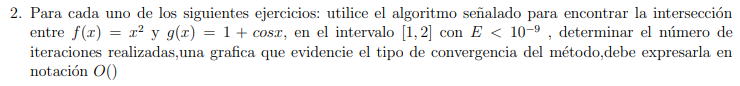 2. Para cada uno de los siguientes ejercicios: utilice el algoritmo señalado para encontrar la intersección
entre f(x) = x² y g(x) = 1 + cosx, en el intervalo [1, 2] con E < 10⁻⁹ , determinar el número de
iteraciones realizadas,una grafica que evidencie el tipo de convergencia del método,debe expresarla en
notación O()